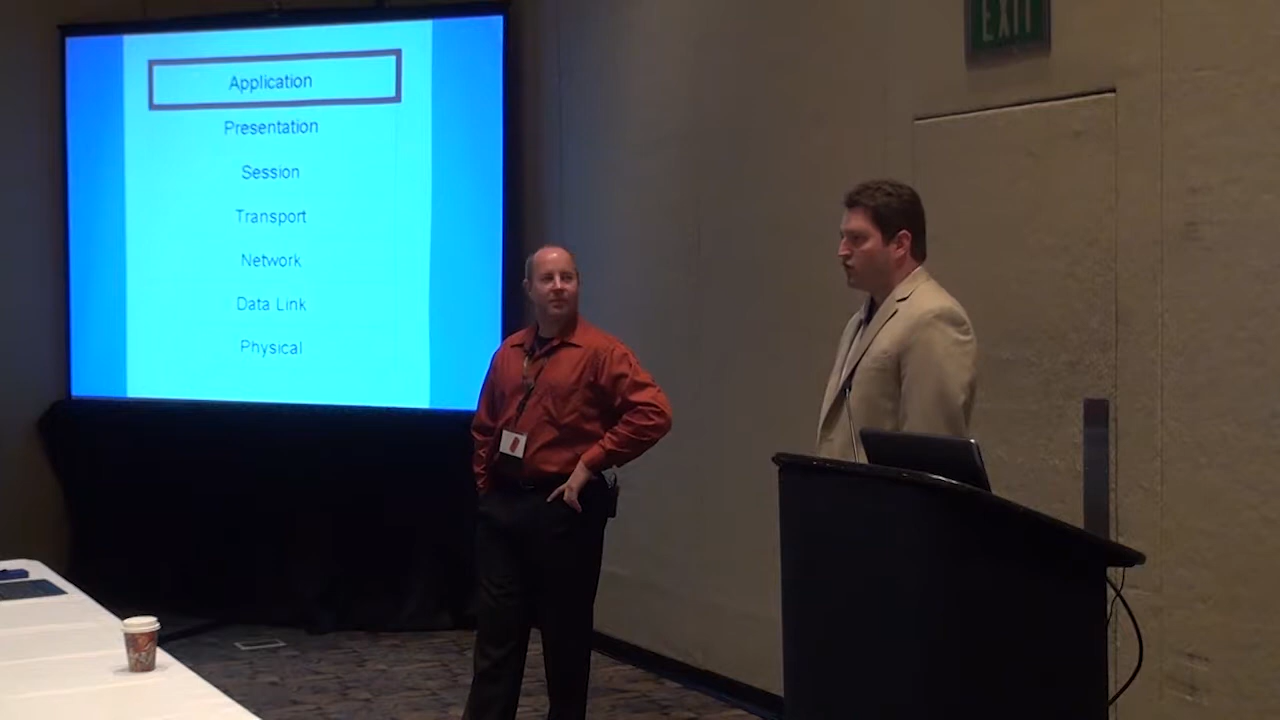 Application
Presentation
Session
Transport
Network
Data Link
Physical
EXIT